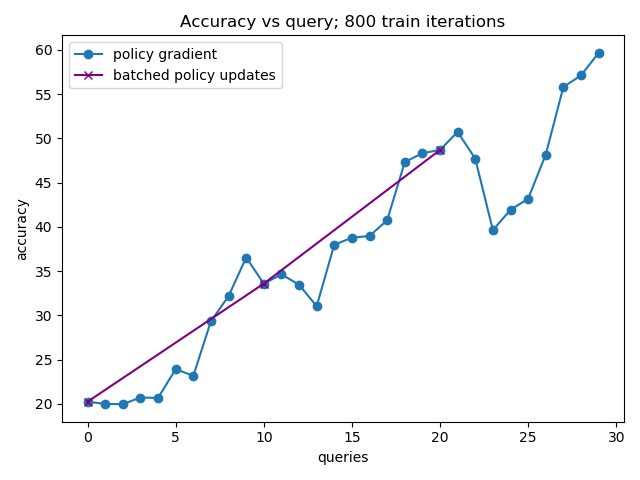 Accuracy vs query; 800 train iterations
policy gradient
batched policy updates
accuracy
60
55
50
45
40
35
30
25
20
0 5 10 15 20 25 30
queries